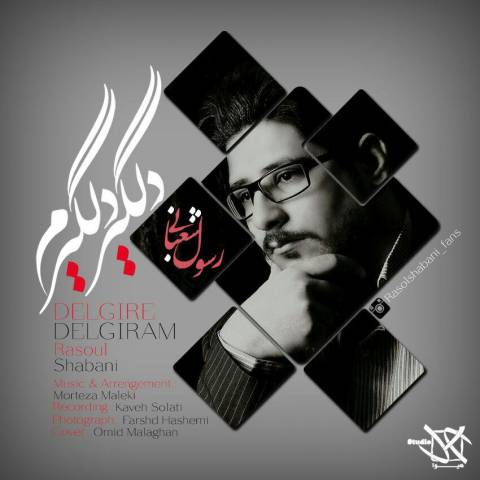 دلگیر دلگیرم
رسول شعبانی
DELGIRE
DELGIRAM
Rasoul
Shabani
Music & Arrangement:
Morteza Maleki
Recording: Kaveh Solati
Photograph: Farshd Hashemi
Cover: Omid Malaghan
Rasolshabani_fans
Studio